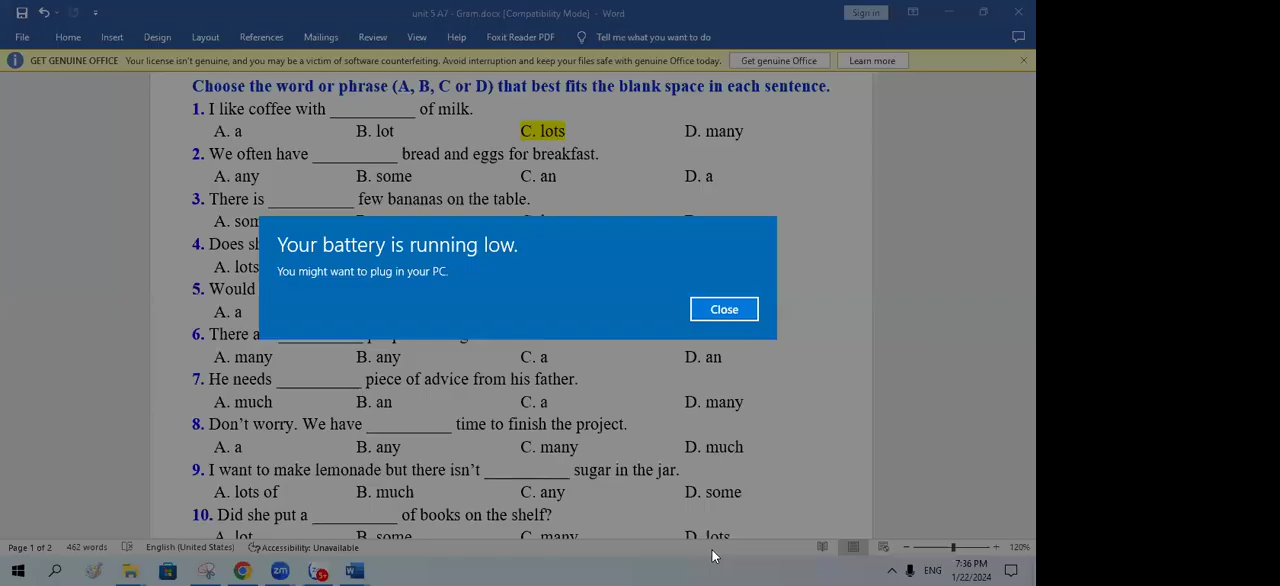 unit 5 A7 - Gram.docx [Compatibility Mode] - Word
Sign in
File Home Insert Design Layout References Mailings Review View Help Foxit Reader PDF Tell me what you want to do
GET GENUINE OFFICE Your license isn't genuine, and you may be a victim of software counterfeiting. Avoid interruption and keep your files safe with genuine Office today. Get genuine Office Learn more
Choose the word or phrase (A, B, C or D) that best fits the blank space in each sentence.
1. I like coffee with __________ of milk.
A. a B. lot C. lots D. many
2. We often have __________ bread and eggs for breakfast.
A. any B. some C. an D. a
3. There is __________ few bananas on the table.
A. som
4. Does sh
A. lots
5. Would
A. a
Your battery is running low.
You might want to plug in your PC.
Close
6. There a
A. many B. any C. a D. an
7. He needs __________ piece of advice from his father.
A. much B. an C. a D. many
8. Don't worry. We have __________ time to finish the project.
A. a B. any C. many D. much
9. I want to make lemonade but there isn't __________ sugar in the jar.
A. lots of B. much C. any D. some
10. Did she put a __________ of books on the shelf?
A. lot B. some C. many D. lots
Page 1 of 2 462 words English (United States) Accessibility: Unavailable 120%
zm S+ ENG 7:36 PM
1/22/2024